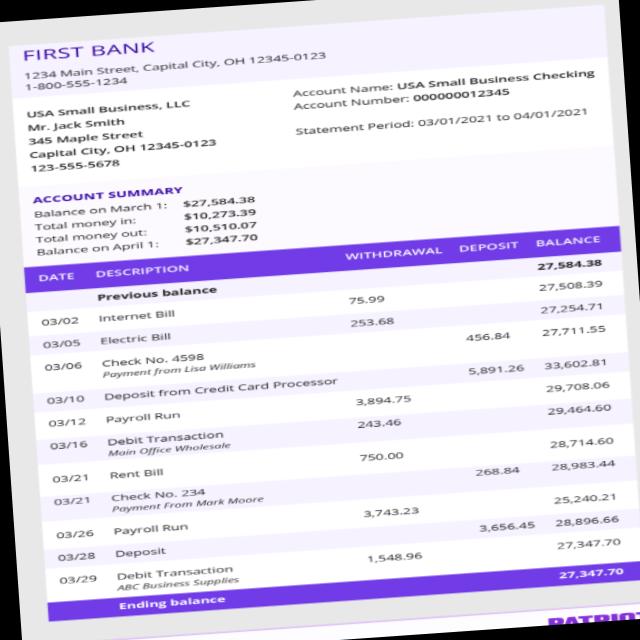 FIRST BANK
1234 Main Street, Capital City, OH 12345-0123
1-800-555-1234
USA Small Business, LLC
Mr. Jack Smith
345 Maple Street
Capital City, OH 12345-0123
123-555-5678
Account Name: USA Small Business Checking
Account Number: 000000012345
Statement Period: 03/01/2021 to 04/01/2021
ACCOUNT SUMMARY
Balance on March 1: $27,584.38
Total money in: $10,273.39
Total money out: $10,510.07
Balance on April 1: $27,347.70
DATE DESCRIPTION WITHDRAWAL DEPOSIT BALANCE
Previous balance 27,584.38
03/02 Internet Bill 75.99 27,508.39
03/05 Electric Bill 253.68 27,254.71
03/06 Check No. 4598 456.84 27,711.55
Payment from Lisa Williams
03/10 Deposit from Credit Card Processor 5,891.26 33,602.81
03/12 Payroll Run 3,894.75 29,708.06
03/16 Debit Transaction 243.46 29,464.60
Main Office Wholesale
03/21 Rent Bill 750.00 28,714.60
03/21 Check No. 234 268.84 28,983.44
Payment From Mark Moore
03/26 Payroll Run 3,743.23 25,240.21
03/28 Deposit 3,656.45 28,896.66
03/29 Debit Transaction 1,548.96 27,347.70
ABC Business Supplies
Ending balance 27,347.70
PATRIOT